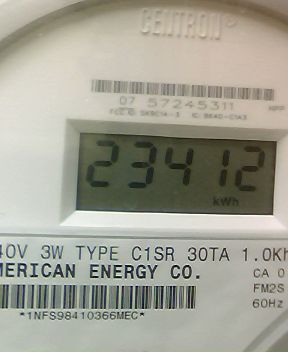 CENTRON
07 57245311
23412
kWh
40V 3W TYPE C1SR 30TA 1.0Kh
MERICAN ENERGY CO.
CA 0
FM2S
60Hz
*1NFS98410366MEC*